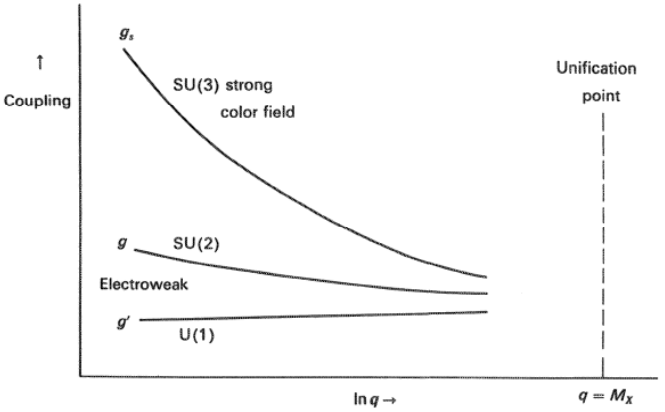 g_s
SU(3) strong
color field
↑
Coupling
Unification
point
g
SU(2)
Electroweak
g′
U(1)
ln q →
q = M_X